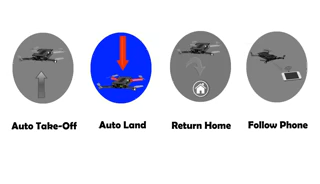 Auto Take-Off
Auto Land
Return Home
Follow Phone